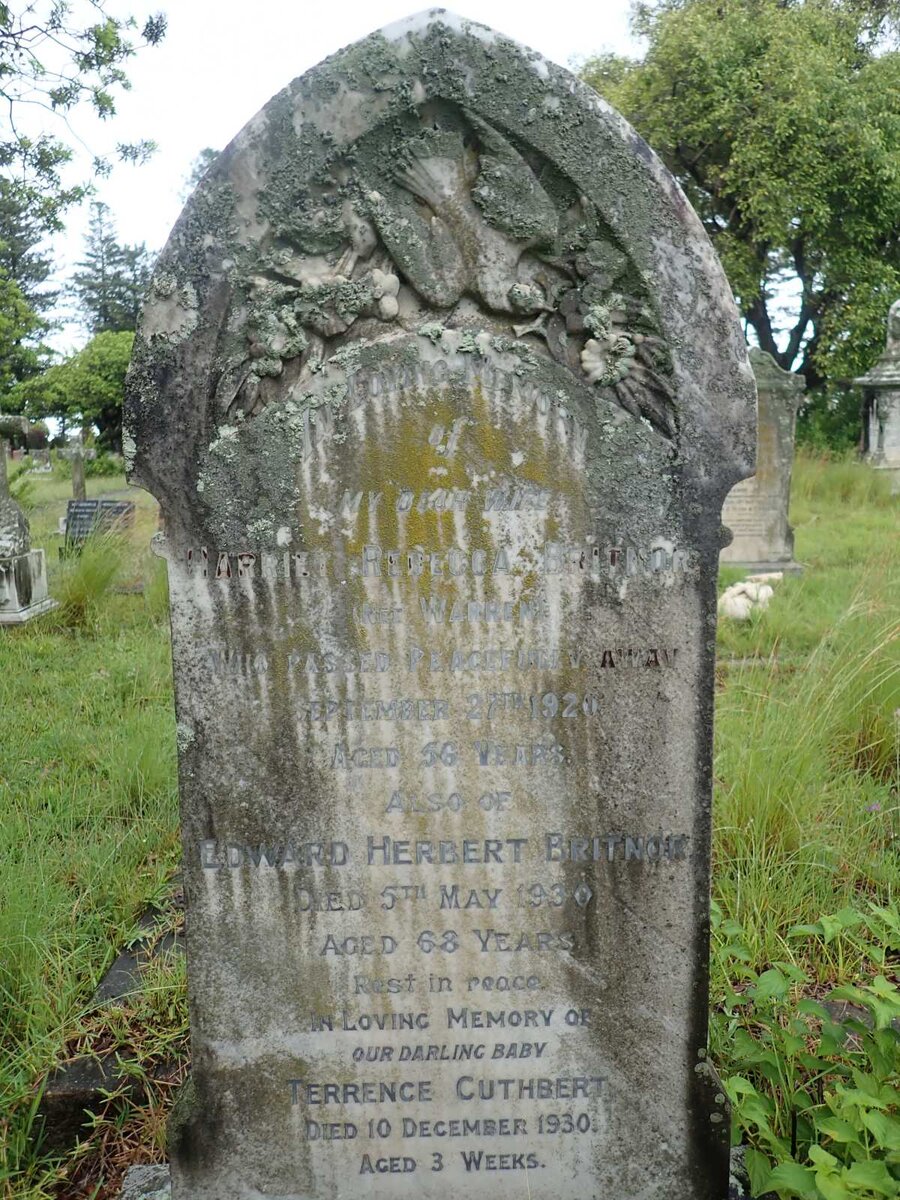 In Loving Memory
of
MY DEAR WIFE
HARRIET REBECCA BRITNOR
(NEE WARREN)
WHO PASSED PEACEFULLY AWAY
SEPTEMBER 27TH 1920
AGED 56 YEARS
ALSO OF
EDWARD HERBERT BRITNOR
DIED 5TH MAY 1930
AGED 68 YEARS
Rest in peace.
IN LOVING MEMORY OF
OUR DARLING BABY
TERRENCE CUTHBERT
DIED 10 DECEMBER 1930.
AGED 3 WEEKS.